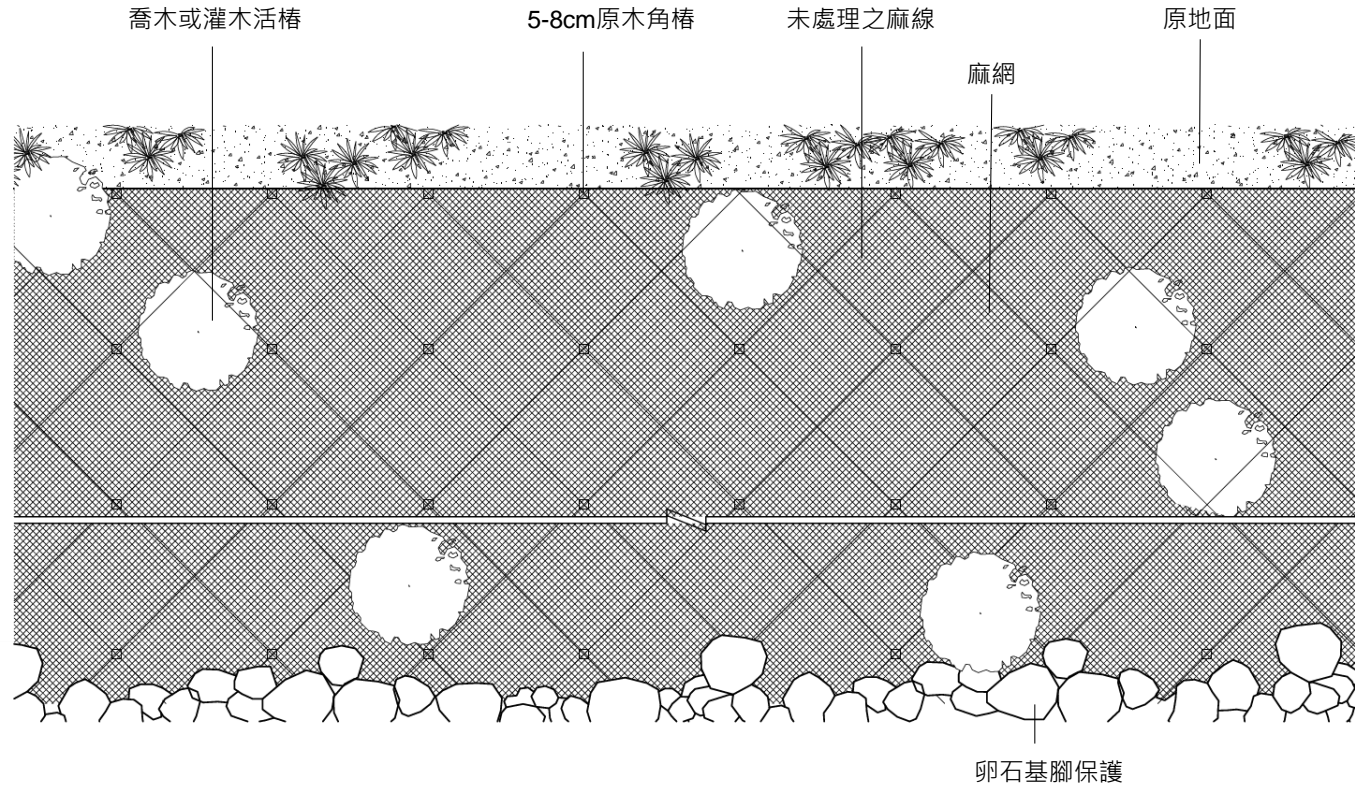 喬木或灌木活樁
5-8cm原木角樁
未處理之麻線
原地面
麻網
卵石基腳保護